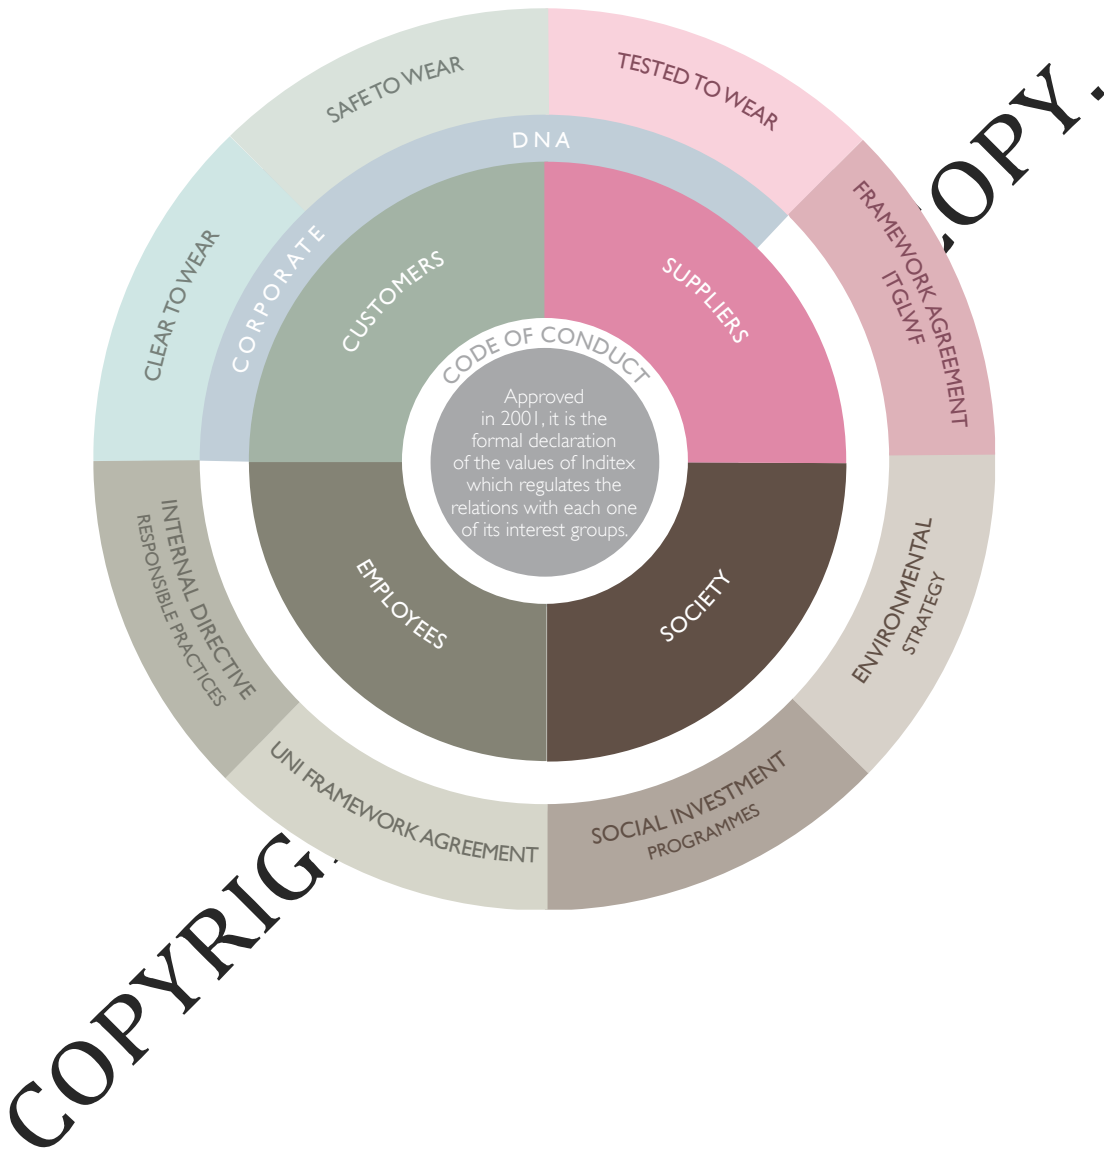 SAFE TO WEAR
TESTED TO WEAR
DNA
CORPORATE
CLEAR TO WEAR
FRAMEWORK AGREEMENT
ITGLWF
CUSTOMERS
SUPPLIERS
CODE OF CONDUCT
Approved
in 2001, it is the
formal declaration
of the values of Inditex
which regulates the
relations with each one
of its interest groups.
INTERNAL DIRECTIVE
RESPONSIBLE PRACTICES
EMPLOYEES
SOCIETY
ENVIRONMENTAL
STRATEGY
UNI FRAMEWORK AGREEMENT
SOCIAL INVESTMENT
PROGRAMMES